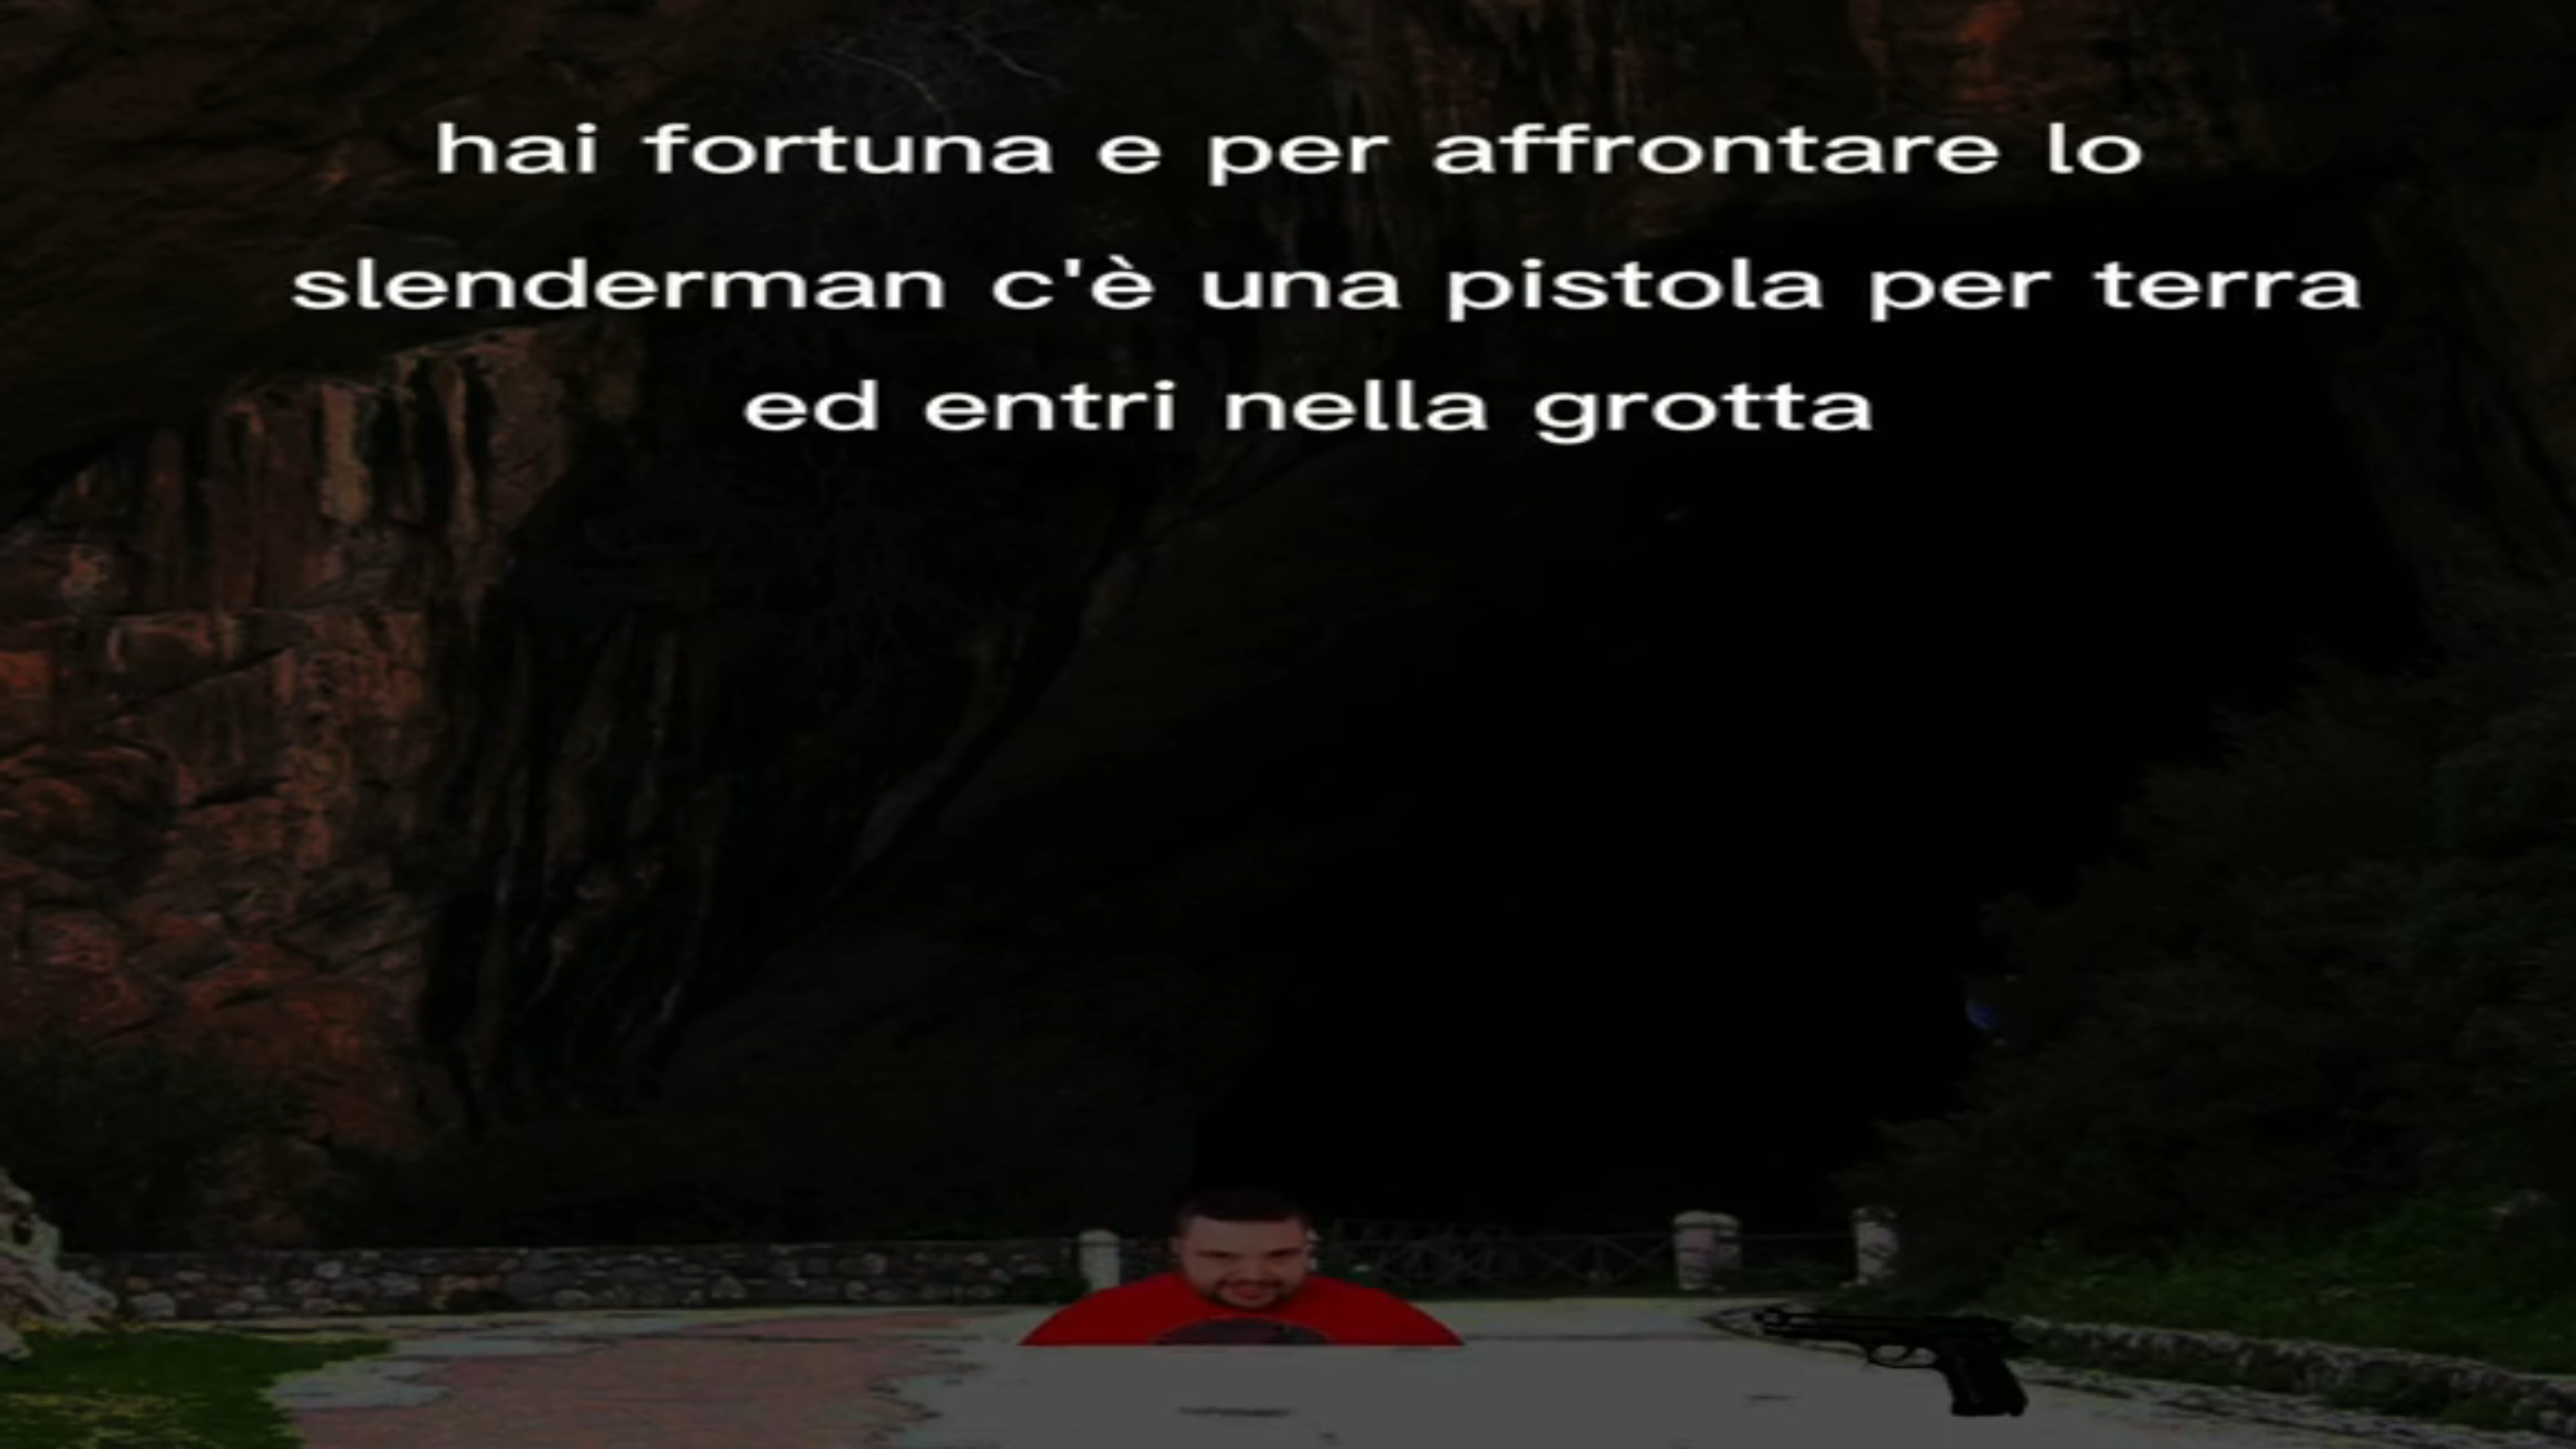 hai fortuna e per affrontare lo
slenderman c'è una pistola per terra
ed entri nella grotta